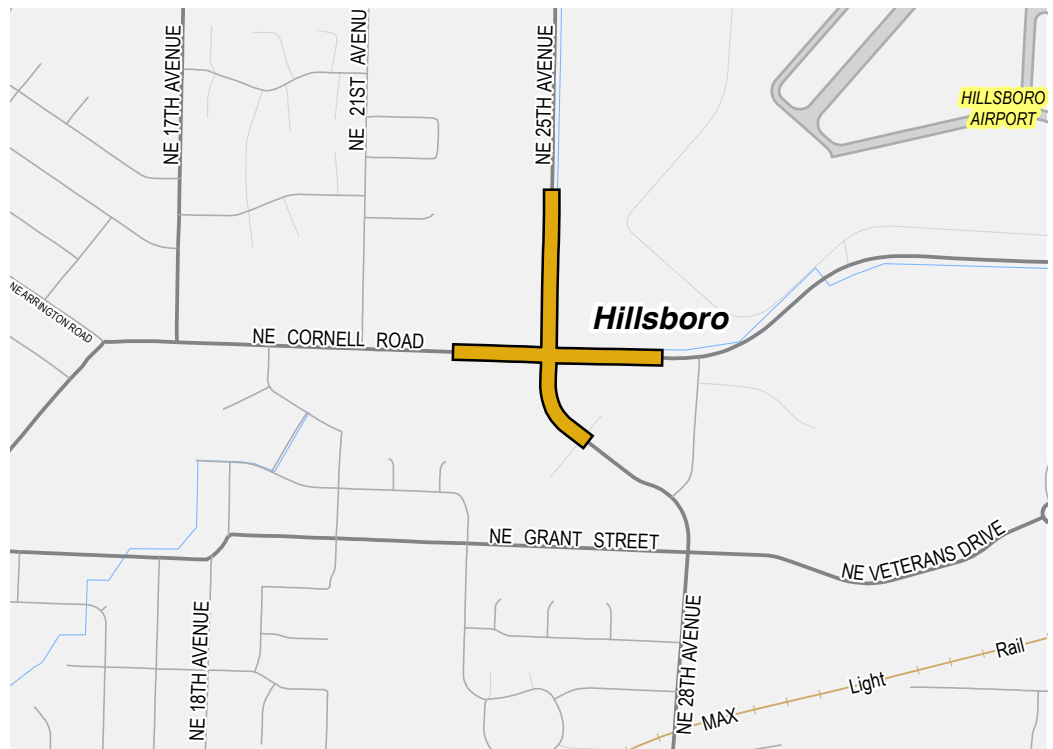 NE 17TH AVENUE
NE 21ST AVENU
NE 25TH AVENUE
HILLSBORO
AIRPORT
NE ARRINGTON ROAD
NE CORNELL ROAD
Hillsboro
NE GRANT STREET
NE VETERANS DRIVE
NE 18TH AVENUE
NE 28TH AVENUE
MAX Light Rail